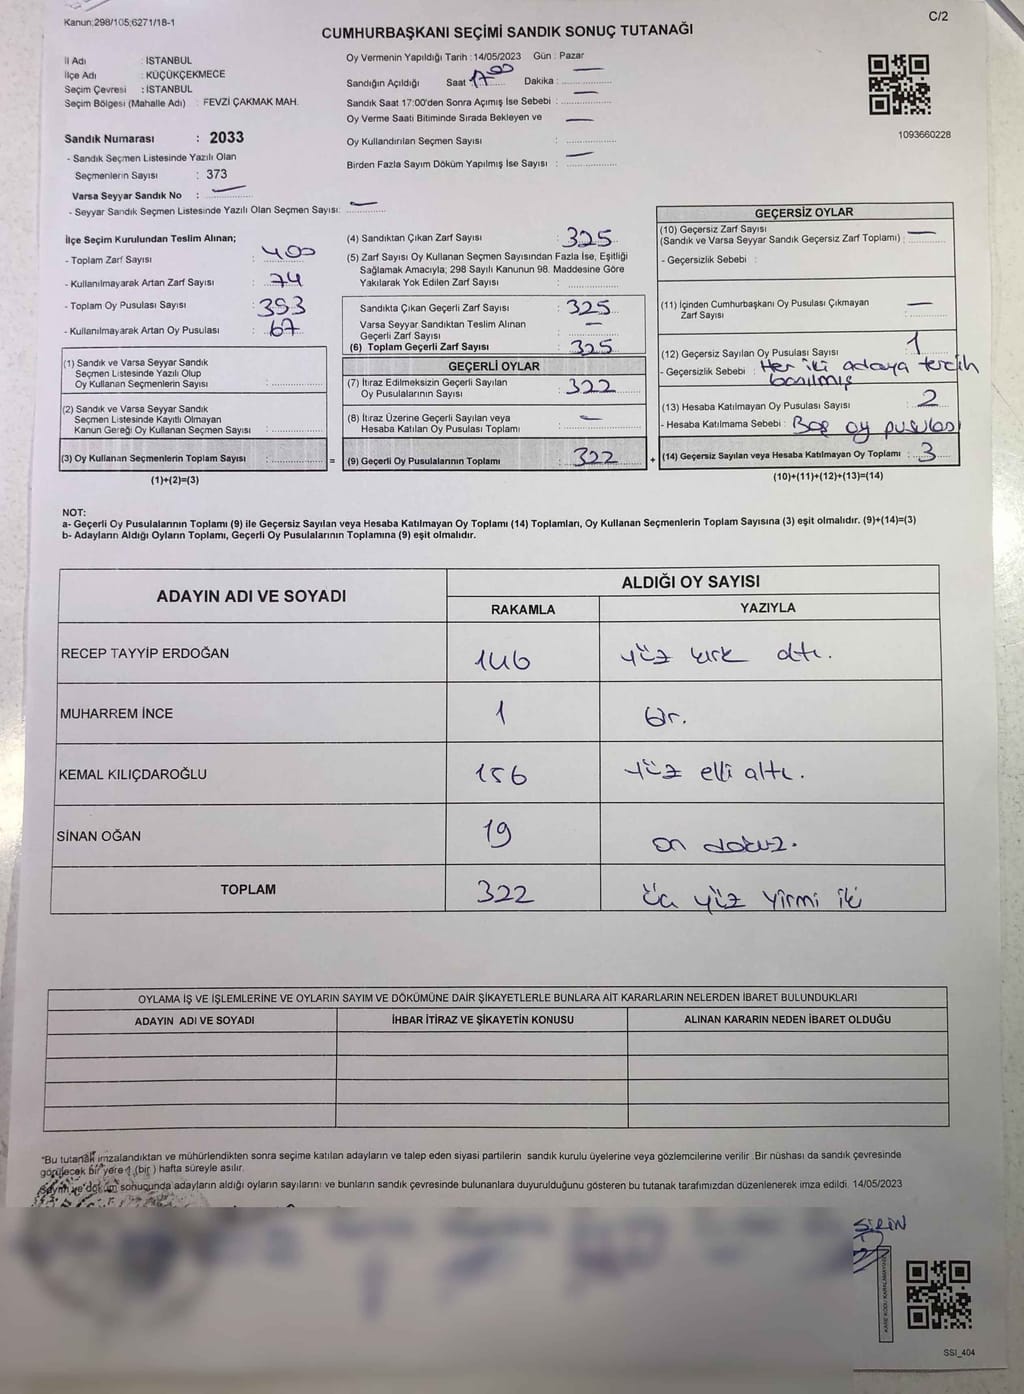 Kanun:298/105;6271/18-1
C/2
CUMHURBAŞKANI SEÇİMİ SANDIK SONUÇ TUTANAĞI
İl Adı : İSTANBUL
İlçe Adı : KÜÇÜKÇEKMECE
Seçim Çevresi : İSTANBUL
Seçim Bölgesi (Mahalle Adı) : FEVZİ ÇAKMAK MAH.
Sandık Numarası : 2033
- Sandık Seçmen Listesinde Yazılı Olan
Seçmenlerin Sayısı : 373
Varsa Seyyar Sandık No : —
- Seyyar Sandık Seçmen Listesinde Yazılı Olan Seçmen Sayısı: —
Oy Vermenin Yapıldığı Tarih : 14/05/2023 Gün : Pazar
Sandığın Açıldığı Saat 17:00 Dakika : —
Sandık Saat 17:00'den Sonra Açımış İse Sebebi : —
Oy Verme Saati Bitiminde Sırada Bekleyen ve
Oy Kullandırılan Seçmen Sayısı : —
Birden Fazla Sayım Döküm Yapılmış İse Sayısı : —
1093660228
İlçe Seçim Kurulundan Teslim Alınan;
- Toplam Zarf Sayısı : 400
- Kullanılmayarak Artan Zarf Sayısı : 74
- Toplam Oy Pusulası Sayısı : 393
- Kullanılmayarak Artan Oy Pusulası : 67
(1) Sandık ve Varsa Seyyar Sandık
Seçmen Listesinde Yazılı Olup
Oy Kullanan Seçmenlerin Sayısı :
(2) Sandık ve Varsa Seyyar Sandık
Seçmen Listesinde Kayıtlı Olmayan
Kanun Gereği Oy Kullanan Seçmen Sayısı :
(3) Oy Kullanan Seçmenlerin Toplam Sayısı : =
(1)+(2)=(3)
(4) Sandıktan Çıkan Zarf Sayısı : 325
(5) Zarf Sayısı Oy Kullanan Seçmen Sayısından Fazla İse, Eşitliği
Sağlamak Amacıyla; 298 Sayılı Kanunun 98. Maddesine Göre
Yakılarak Yok Edilen Zarf Sayısı :
Sandıkta Çıkan Geçerli Zarf Sayısı : 325
Varsa Seyyar Sandıktan Teslim Alınan
Geçerli Zarf Sayısı : —
(6) Toplam Geçerli Zarf Sayısı : 325
GEÇERLİ OYLAR
(7) İtiraz Edilmeksizin Geçerli Sayılan
Oy Pusulalarının Sayısı : 322
(8) İtiraz Üzerine Geçerli Sayılan veya
Hesaba Katılan Oy Pusulası Toplamı : —
(9) Geçerli Oy Pusulalarının Toplamı : 322 +
GEÇERSİZ OYLAR
(10) Geçersiz Zarf Sayısı
(Sandık ve Varsa Seyyar Sandık Geçersiz Zarf Toplamı) : —
- Geçersizlik Sebebi :
(11) İçinden Cumhurbaşkanı Oy Pusulası Çıkmayan
Zarf Sayısı : —
(12) Geçersiz Sayılan Oy Pusulası Sayısı : 1
- Geçersizlik Sebebi : Her iki adaya tercih
basılmış
(13) Hesaba Katılmayan Oy Pusulası Sayısı : 2
- Hesaba Katılmama Sebebi : Boş oy pusulası
(14) Geçersiz Sayılan veya Hesaba Katılmayan Oy Toplamı : 3
(10)+(11)+(12)+(13)=(14)
NOT:
a- Geçerli Oy Pusulalarının Toplamı (9) ile Geçersiz Sayılan veya Hesaba Katılmayan Oy Toplamı (14) Toplamları, Oy Kullanan Seçmenlerin Toplam Sayısına (3) eşit olmalıdır. (9)+(14)=(3)
b- Adayların Aldığı Oyların Toplamı, Geçerli Oy Pusulalarının Toplamına (9) eşit olmalıdır.
ADAYIN ADI VE SOYADI ALDIĞI OY SAYISI
RAKAMLA YAZIYLA
RECEP TAYYİP ERDOĞAN 146 yüz kırk altı.
MUHARREM İNCE 1 Bir.
KEMAL KILIÇDAROĞLU 156 yüz elli altı.
SİNAN OĞAN 19 on dokuz.
TOPLAM 322 Üç yüz yirmi iki
OYLAMA İŞ VE İŞLEMLERİNE VE OYLARIN SAYIM VE DÖKÜMÜNE DAİR ŞİKAYETLERLE BUNLARA AİT KARARLARIN NELERDEN İBARET BULUNDUKLARI
ADAYIN ADI VE SOYADI İHBAR İTİRAZ VE ŞİKAYETİN KONUSU ALINAN KARARIN NEDEN İBARET OLDUĞU
"Bu tutanak imzalandıktan ve mühürlendikten sonra seçime katılan adayların ve talep eden siyasi partilerin sandık kurulu üyelerine veya gözlemcilerine verilir .Bir nüshası da sandık çevresinde
görülecek bir yere 1 (bir ) hafta süreyle asılır.
Sayım ve döküm sonucunda adayların aldığı oyların sayılarını ve bunların sandık çevresinde bulunanlara duyurulduğunu gösteren bu tutanak tarafımızdan düzenlenerek imza edildi. 14/05/2023
SİRİN
SSI_404